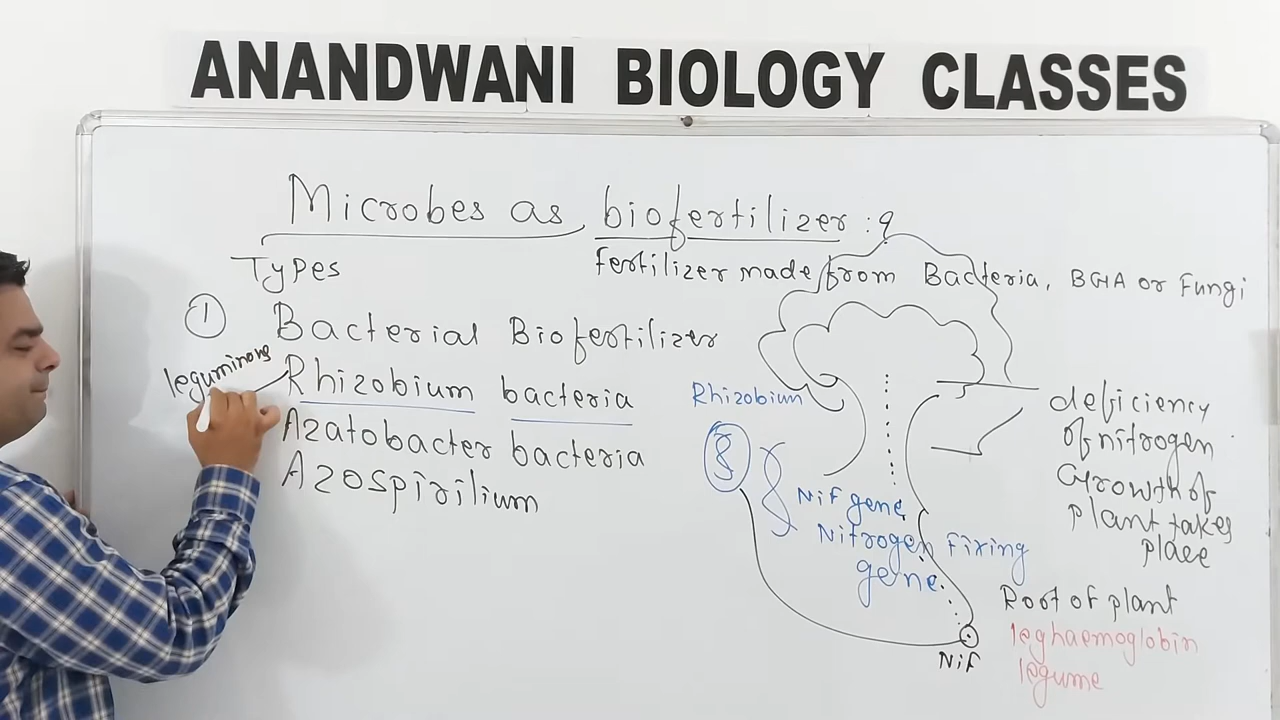 ANANDWANI BIOLOGY CLASSES
Microbes as biofertilizer :9
Types
fertilizer made from Bacteria, BGA or Fungi
1 Bacterial Biofertilizer
leguminous
Rhizobium bacteria
Azatobacter bacteria
Azospirilium
Rhizobium
Nif gene
Nitrogen Fixing
gene
Nif
deficiency
of nitrogen
Growth of
plant takes
place
Root of plant
leghaemoglobin
legume